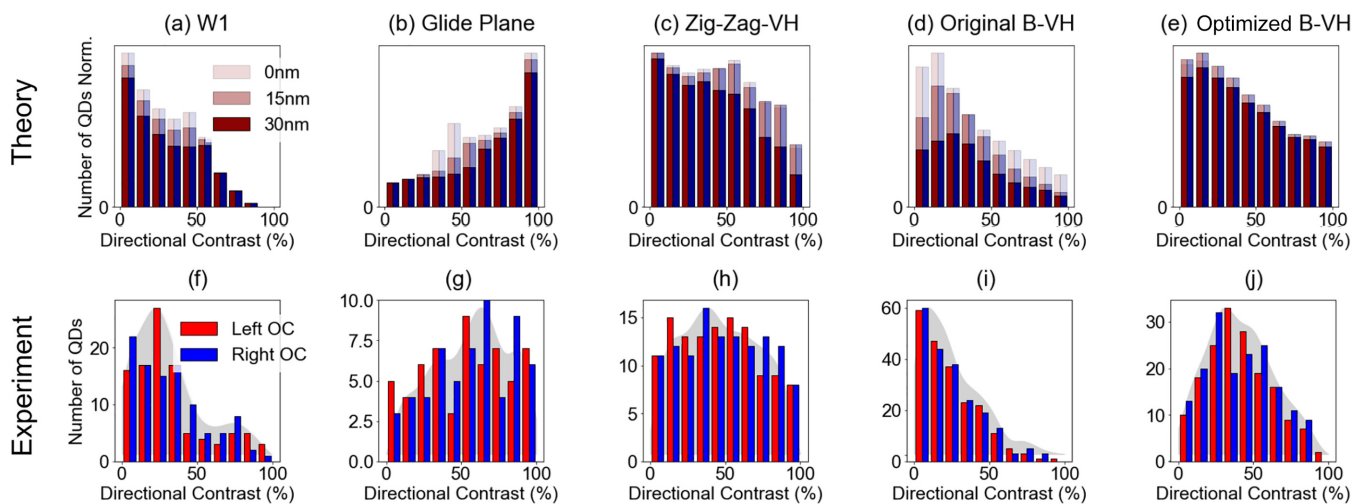 (a) W1
(b) Glide Plane
(c) Zig-Zag-VH
(d) Original B-VH
(e) Optimized B-VH
Theory
Number of QDs Norm.
0nm
15nm
30nm
0
0
0
0
0
0 50 100
0 50 100
0 50 100
0 50 100
0 50 100
Directional Contrast (%)
Directional Contrast (%)
Directional Contrast (%)
Directional Contrast (%)
Directional Contrast (%)
(f)
(g)
(h)
(i)
(j)
Experiment
Number of QDs
Left OC
Right OC
20
10
0
10.0
7.5
5.0
2.5
0.0
15
10
5
0
60
40
20
0
30
20
10
0
0 50 100
0 50 100
0 50 100
0 50 100
0 50 100
Directional Contrast (%)
Directional Contrast (%)
Directional Contrast (%)
Directional Contrast (%)
Directional Contrast (%)